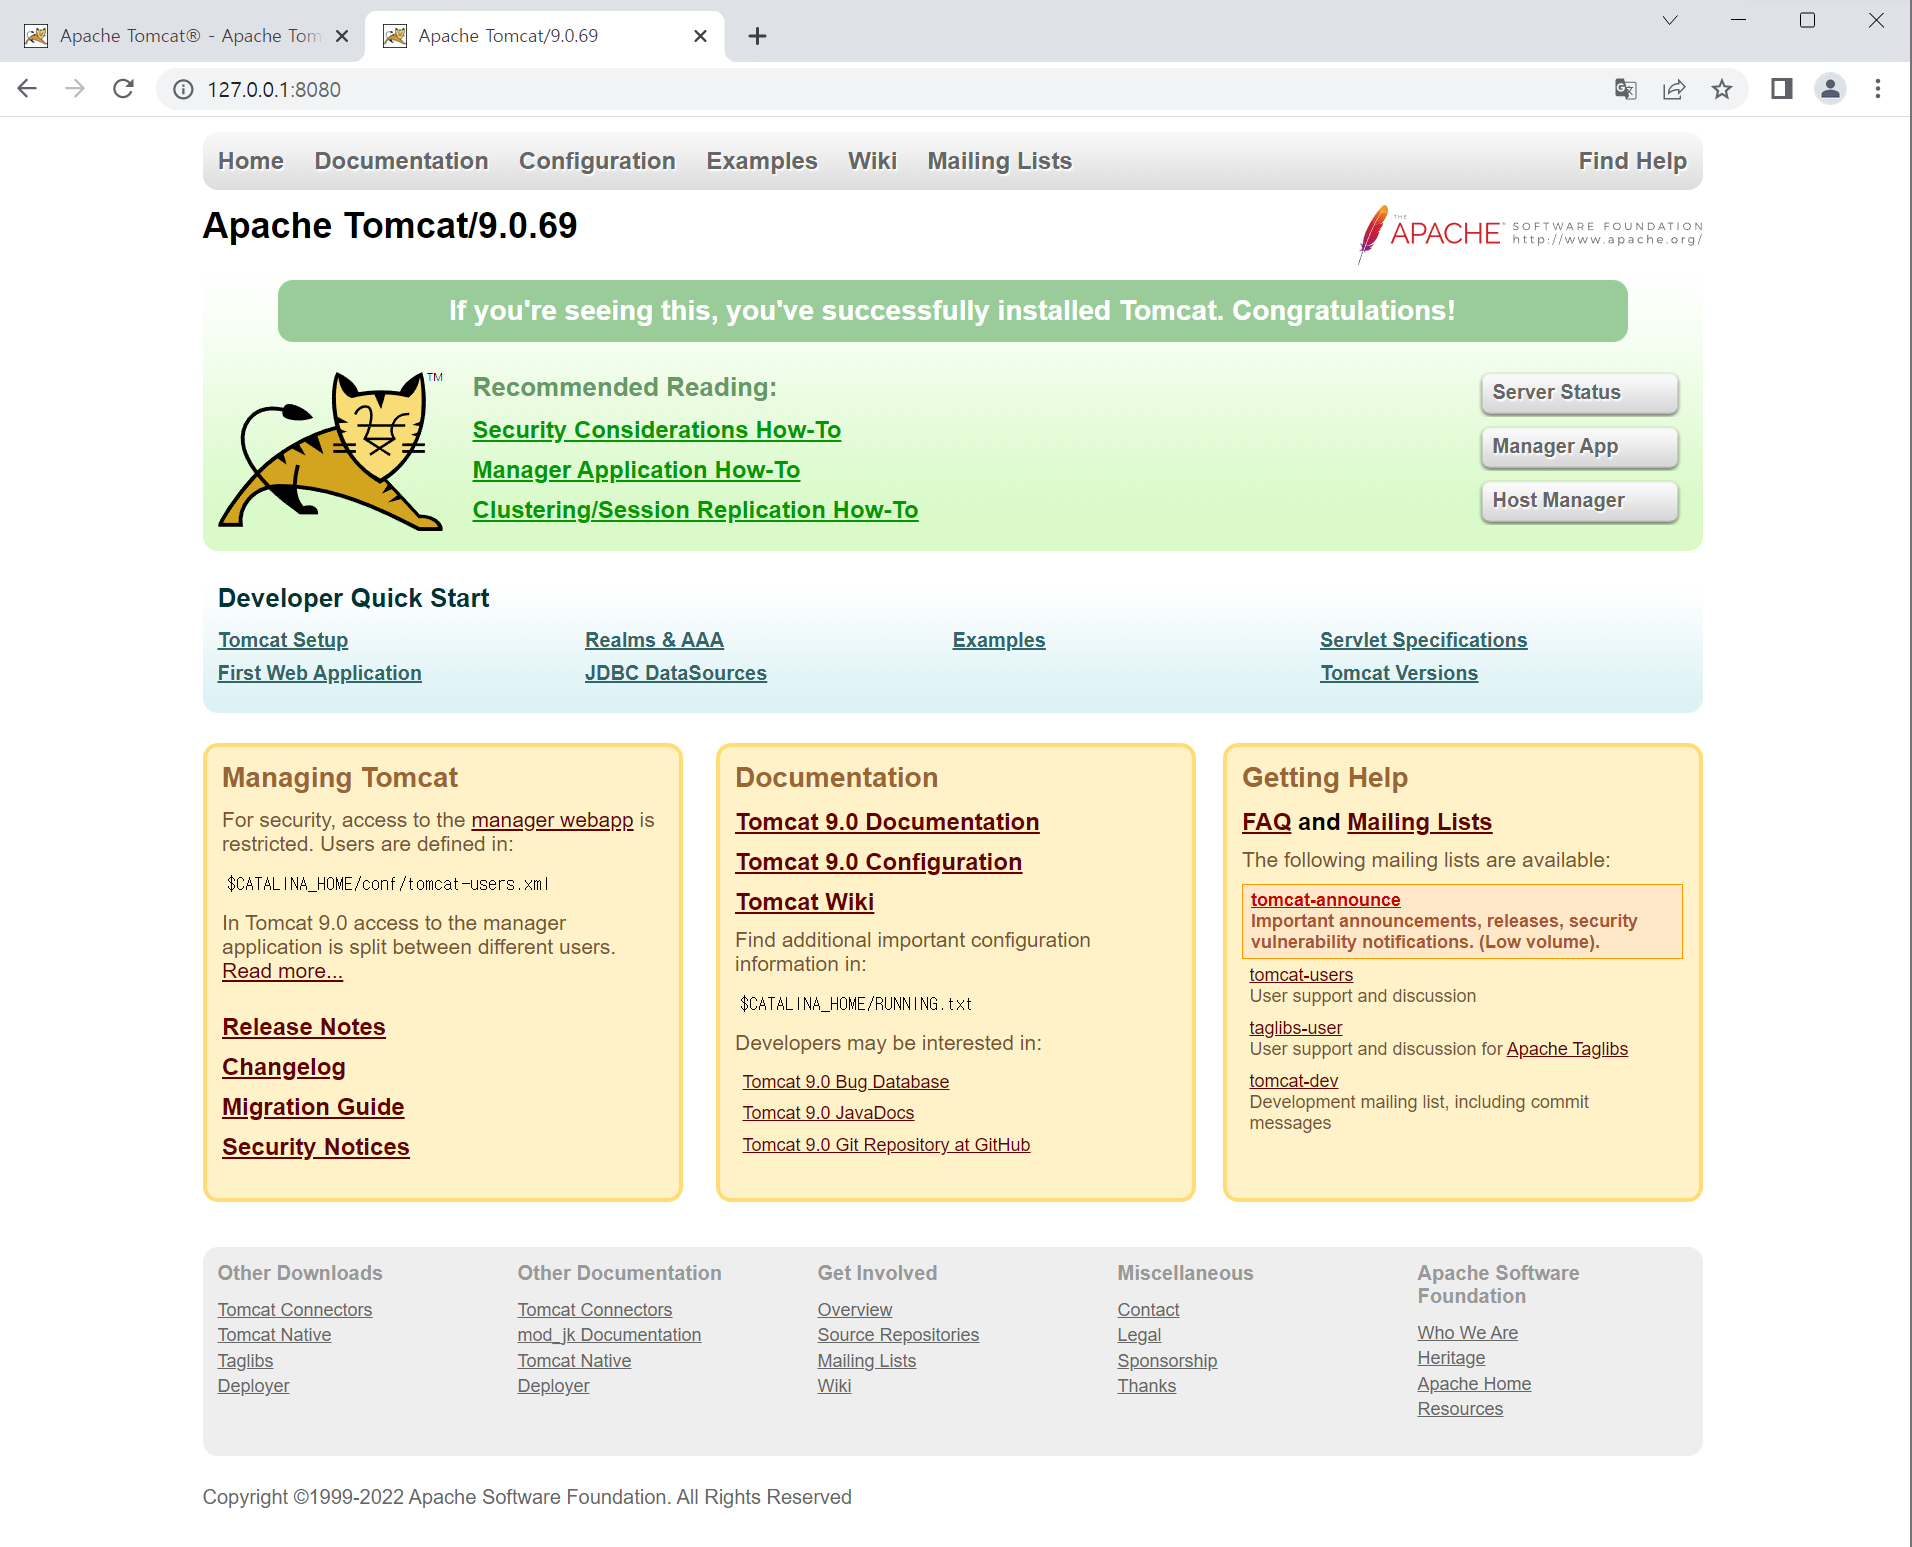 Apache Tomcat® - Apache Tom
Apache Tomcat/9.0.69
127.0.0.1:8080
Home Documentation Configuration Examples Wiki Mailing Lists Find Help
Apache Tomcat/9.0.69
THE APACHE™ SOFTWARE FOUNDATION
http://www.apache.org/
If you're seeing this, you've successfully installed Tomcat. Congratulations!
TM
Recommended Reading:
Security Considerations How-To
Manager Application How-To
Clustering/Session Replication How-To
Server Status
Manager App
Host Manager
Developer Quick Start
Tomcat Setup
First Web Application
Realms & AAA
JDBC DataSources
Examples
Servlet Specifications
Tomcat Versions
Managing Tomcat
For security, access to the manager webapp is
restricted. Users are defined in:
$CATALINA_HOME/conf/tomcat-users.xml
In Tomcat 9.0 access to the manager
application is split between different users.
Read more...
Release Notes
Changelog
Migration Guide
Security Notices
Documentation
Tomcat 9.0 Documentation
Tomcat 9.0 Configuration
Tomcat Wiki
Find additional important configuration
information in:
$CATALINA_HOME/RUNNING.txt
Developers may be interested in:
Tomcat 9.0 Bug Database
Tomcat 9.0 JavaDocs
Tomcat 9.0 Git Repository at GitHub
Getting Help
FAQ and Mailing Lists
The following mailing lists are available:
tomcat-announce
Important announcements, releases, security
vulnerability notifications. (Low volume).
tomcat-users
User support and discussion
taglibs-user
User support and discussion for Apache Taglibs
tomcat-dev
Development mailing list, including commit
messages
Other Downloads
Tomcat Connectors
Tomcat Native
Taglibs
Deployer
Other Documentation
Tomcat Connectors
mod_jk Documentation
Tomcat Native
Deployer
Get Involved
Overview
Source Repositories
Mailing Lists
Wiki
Miscellaneous
Contact
Legal
Sponsorship
Thanks
Apache Software
Foundation
Who We Are
Heritage
Apache Home
Resources
Copyright ©1999-2022 Apache Software Foundation. All Rights Reserved